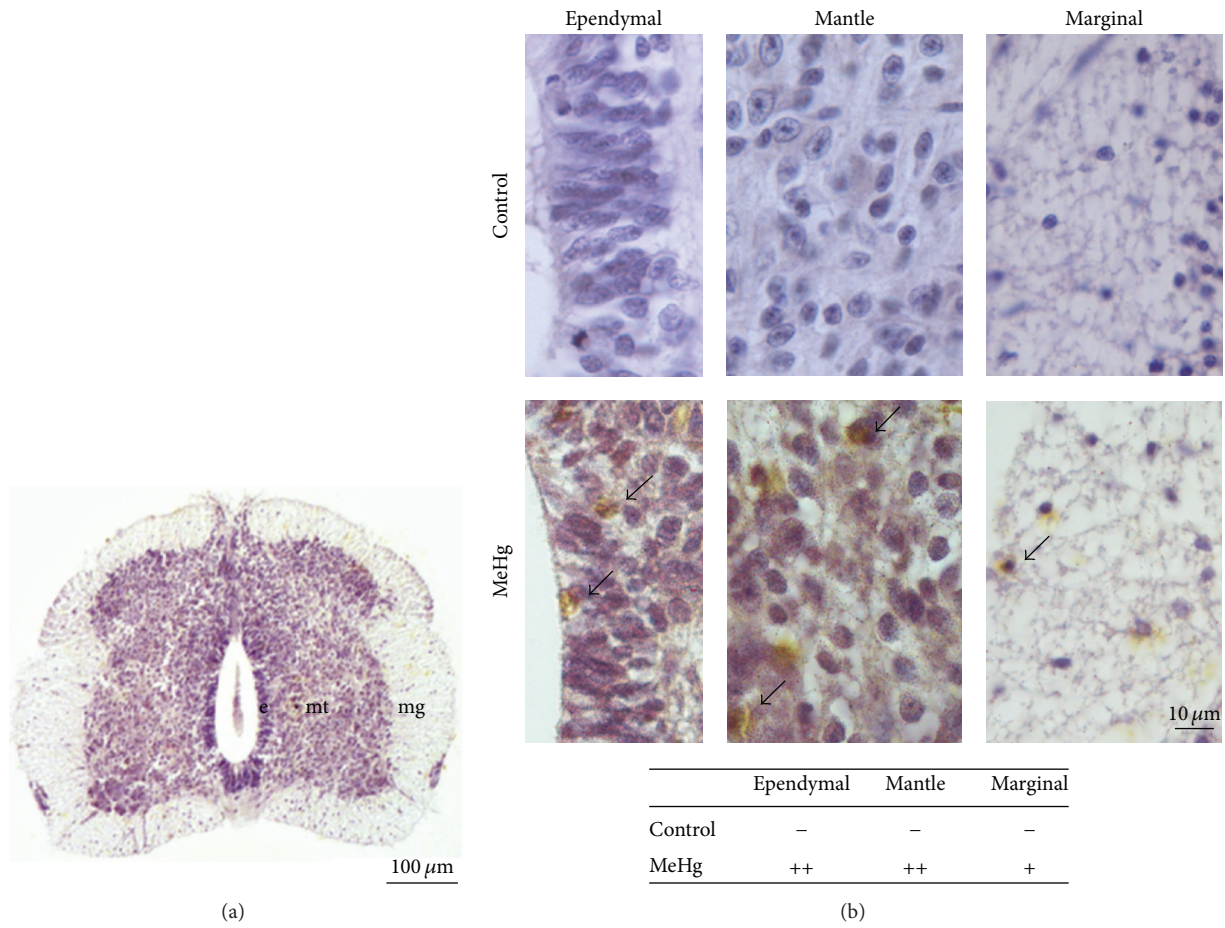 Ependymal Mantle Marginal
Control
MeHg
e mt mg
100 μm
10 μm
Ependymal Mantle Marginal
Control − − −
MeHg ++ ++ +
(a) (b)